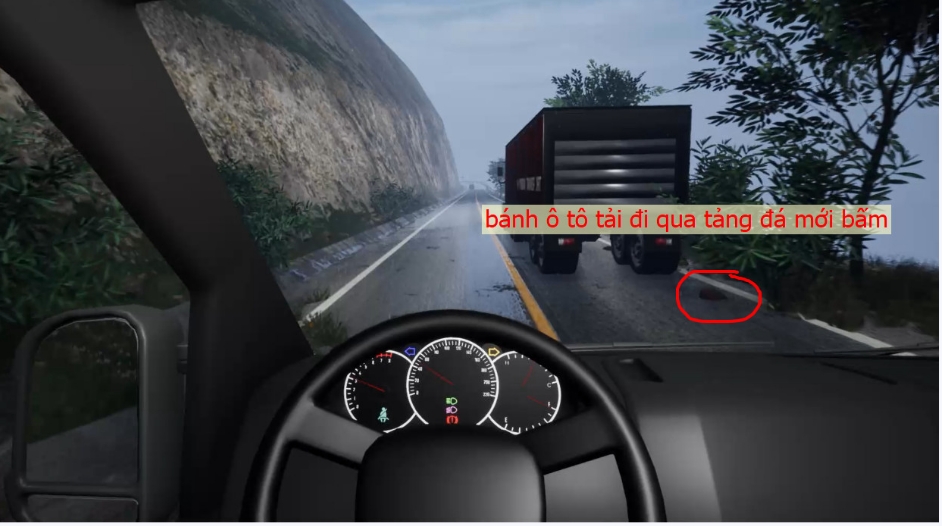 bánh ô tô tải đi qua tảng đá mới bấm